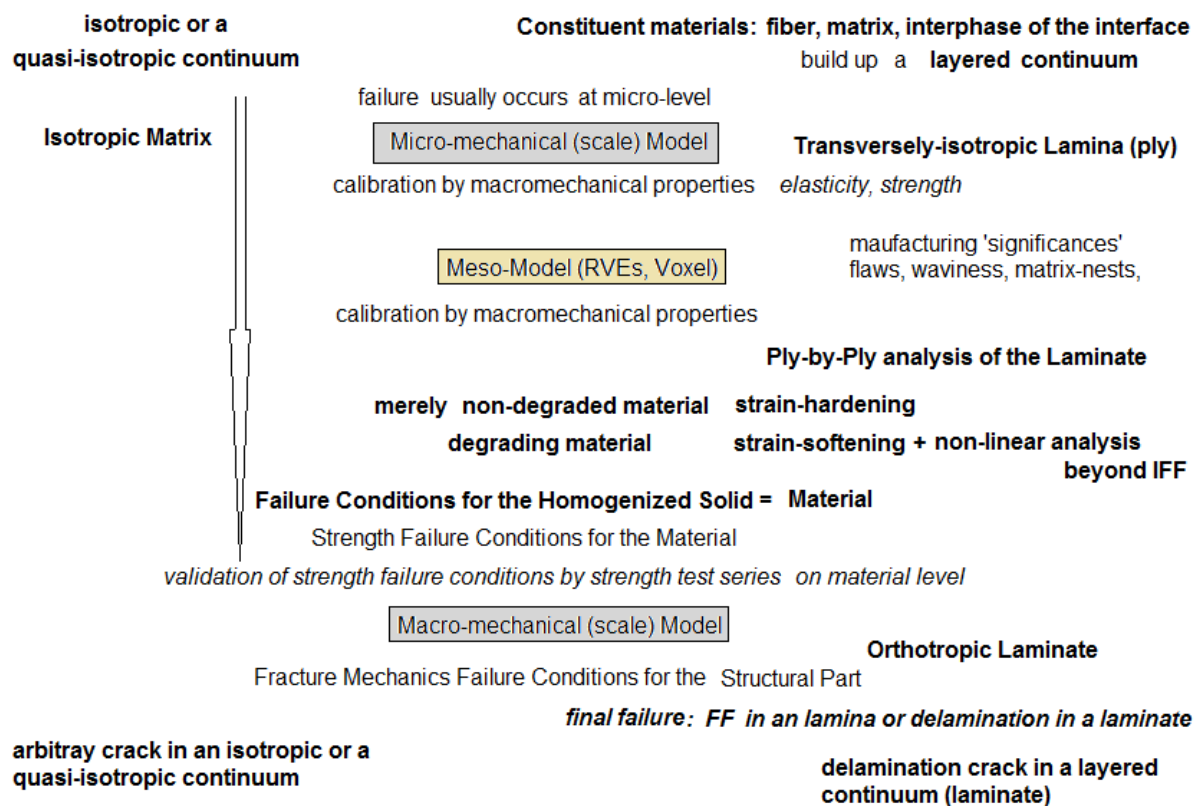 isotropic or a
quasi-isotropic continuum
Constituent materials: fiber, matrix, interphase of the interface
build up a layered continuum
failure usually occurs at micro-level
Isotropic Matrix
Micro-mechanical (scale) Model
Transversely-isotropic Lamina (ply)
calibration by macromechanical properties elasticity, strength
maufacturing 'significances'
flaws, waviness, matrix-nests,
Meso-Model (RVEs, Voxel)
calibration by macromechanical properties
Ply-by-Ply analysis of the Laminate
merely non-degraded material strain-hardening
degrading material strain-softening + non-linear analysis
beyond IFF
Failure Conditions for the Homogenized Solid = Material
Strength Failure Conditions for the Material
validation of strength failure conditions by strength test series on material level
Macro-mechanical (scale) Model
Orthotropic Laminate
Fracture Mechanics Failure Conditions for the Structural Part
final failure: FF in an lamina or delamination in a laminate
arbitray crack in an isotropic or a
quasi-isotropic continuum
delamination crack in a layered
continuum (laminate)